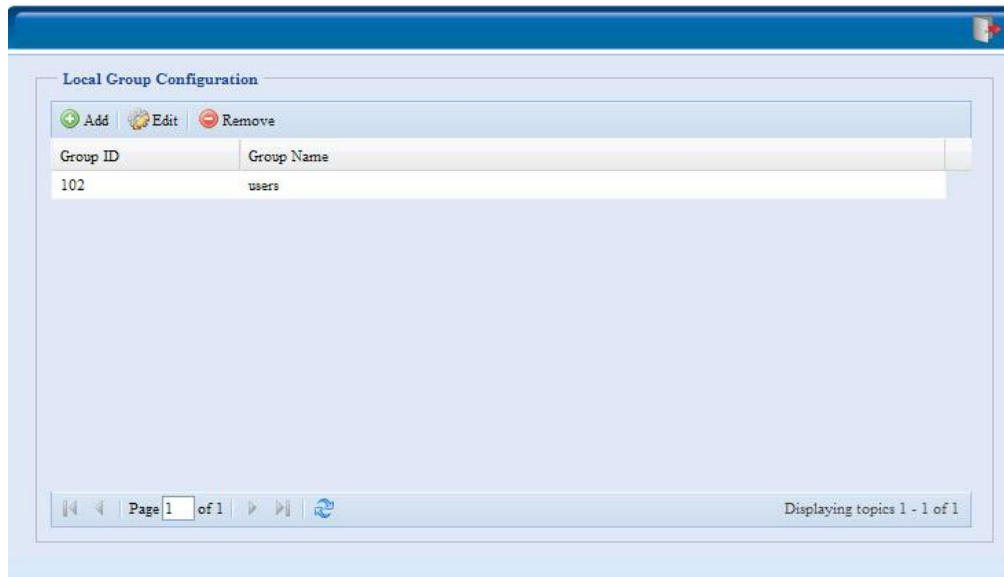 Local Group Configuration
Add Edit Remove
Group ID Group Name
102 users
Page 1 of 1 Displaying topics 1 - 1 of 1